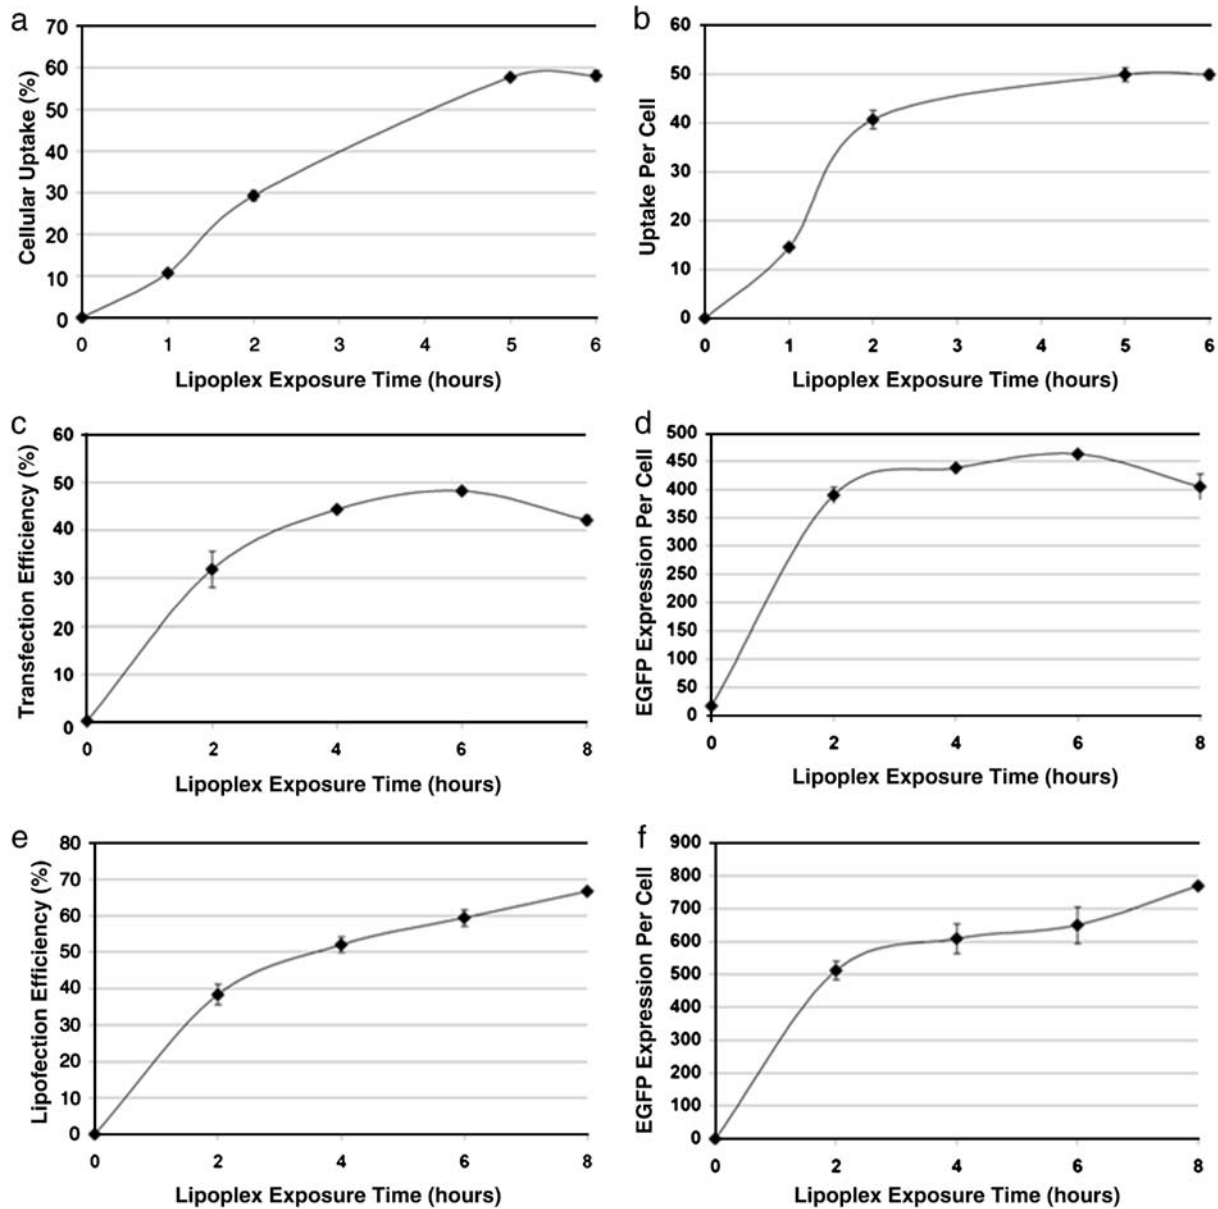 a
70
60
50
40
30
20
10
0
Cellular Uptake (%)
0 1 2 3 4 5 6
Lipoplex Exposure Time (hours)
b
60
50
40
30
20
10
0
Uptake Per Cell
0 1 2 3 4 5 6
Lipoplex Exposure Time (hours)
c
60
50
40
30
20
10
0
Transfection Efficiency (%)
0 2 4 6 8
Lipoplex Exposure Time (hours)
d
500
450
400
350
300
250
200
150
100
50
0
EGFP Expression Per Cell
0 2 4 6 8
Lipoplex Exposure Time (hours)
e
80
70
60
50
40
30
20
10
0
Lipofection Efficiency (%)
0 2 4 6 8
Lipoplex Exposure Time (hours)
f
900
800
700
600
500
400
300
200
100
0
EGFP Expression Per Cell
0 2 4 6 8
Lipoplex Exposure Time (hours)